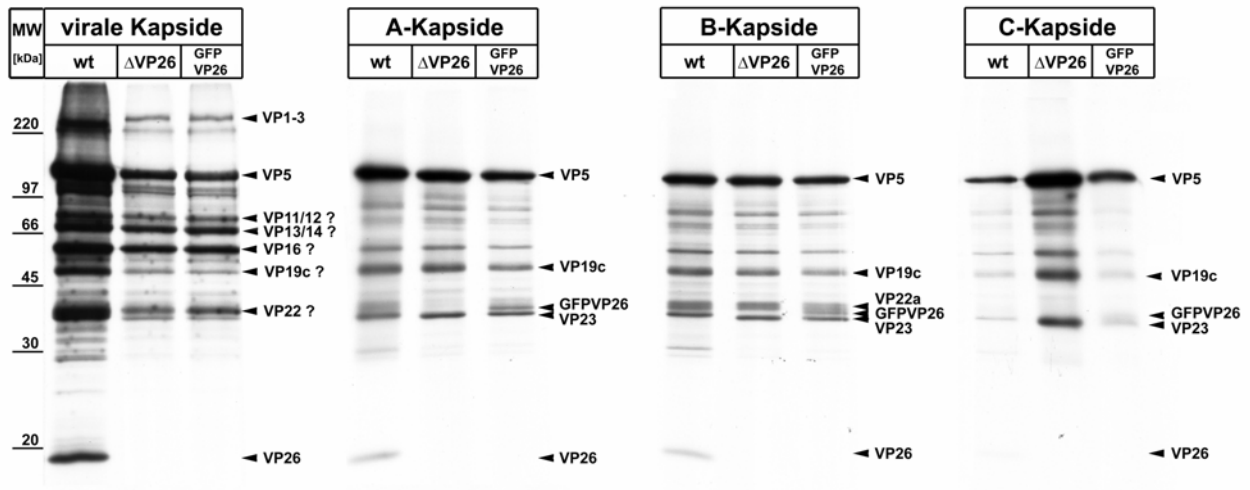 MW
[kDa]
virale Kapside
wt
ΔVP26
GFP
VP26
A-Kapside
wt
ΔVP26
GFP
VP26
B-Kapside
wt
ΔVP26
GFP
VP26
C-Kapside
wt
ΔVP26
GFP
VP26
220
97
66
45
30
20
VP1-3
VP5
VP11/12 ?
VP13/14 ?
VP16 ?
VP19c ?
VP22 ?
VP26
VP5
VP19c
GFPVP26
VP23
VP26
VP5
VP19c
VP22a
GFPVP26
VP23
VP26
VP5
VP19c
GFPVP26
VP23
VP26